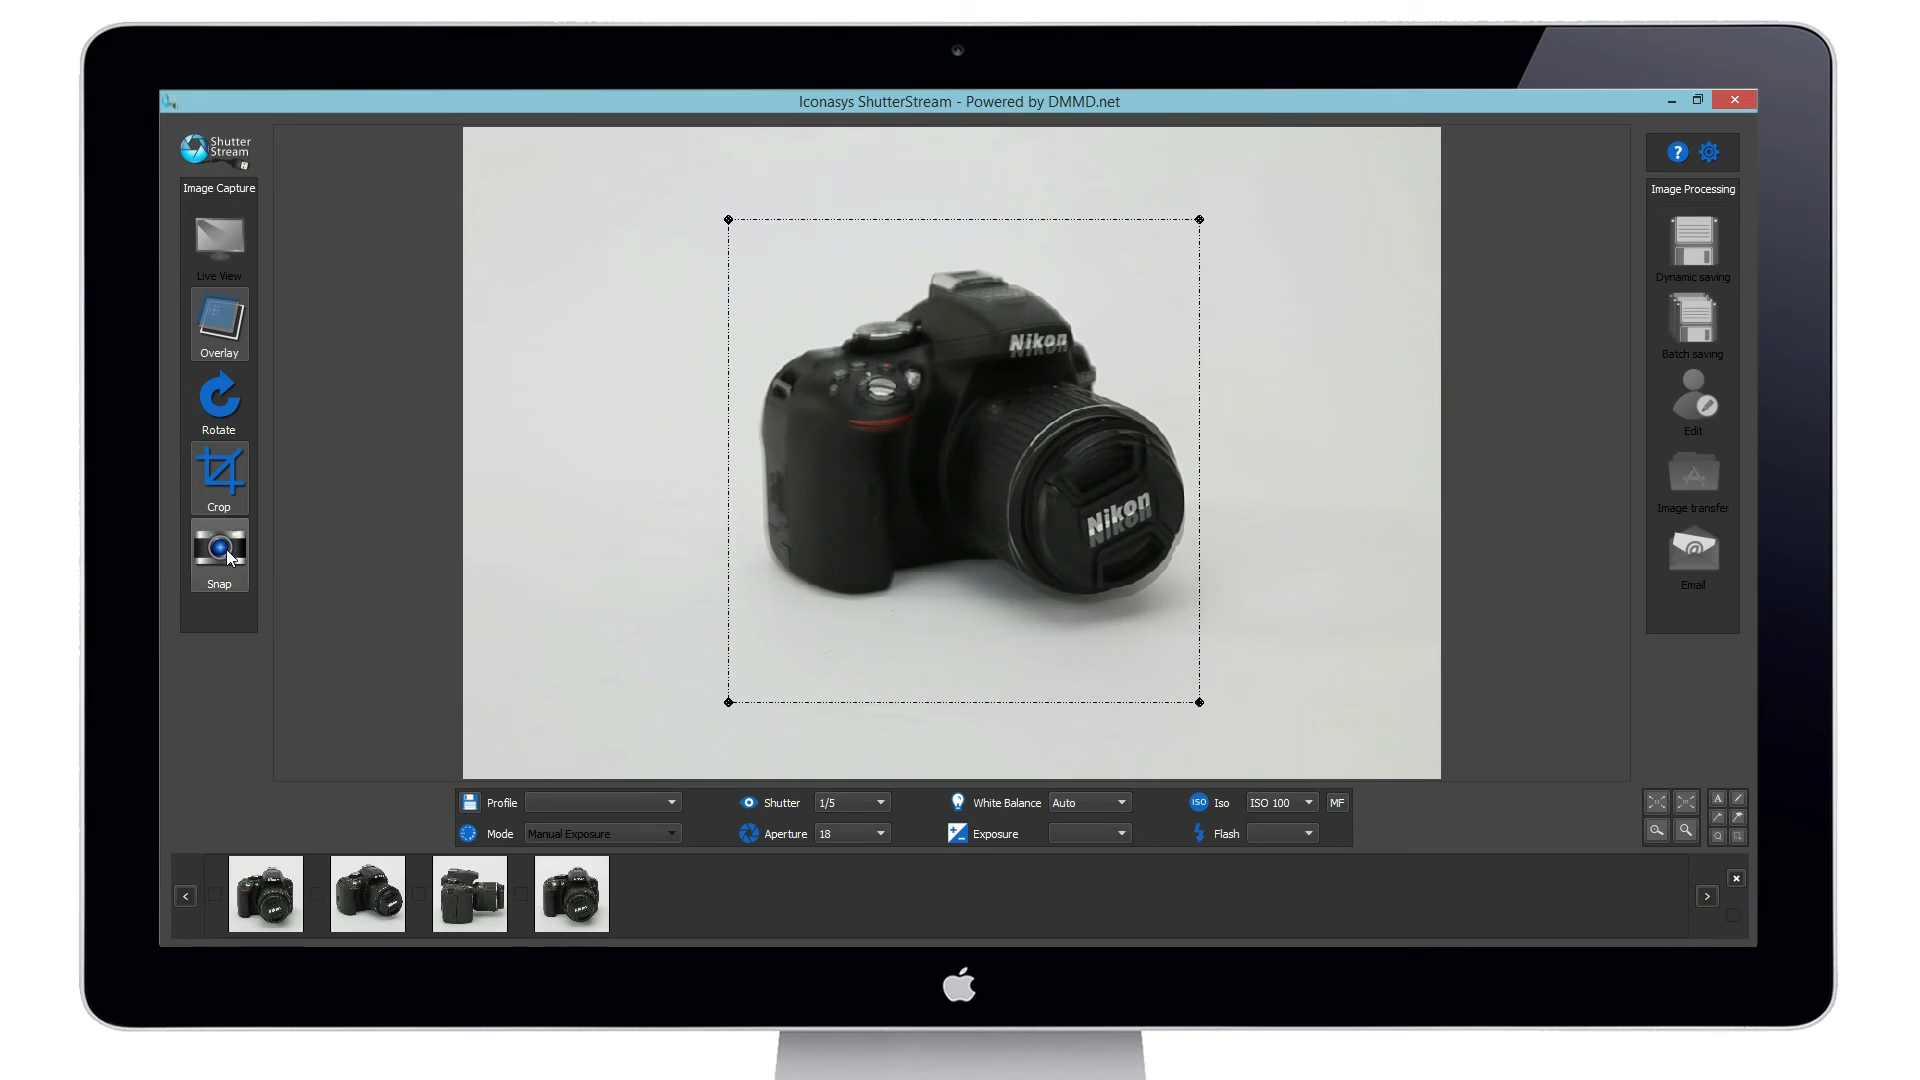 Iconasys ShutterStream - Powered by DMMD.net
Shutter
Stream
Image Capture
Live View
Overlay
Rotate
Crop
Snap
Nikon
Nikon
?
Image Processing
Dynamic saving
Batch saving
Edit
Image transfer
@
Email
Profile
Shutter 1/5
White Balance Auto
ISO Iso ISO 100 MF
Mode Manual Exposure
Aperture 18
Exposure
Flash
A